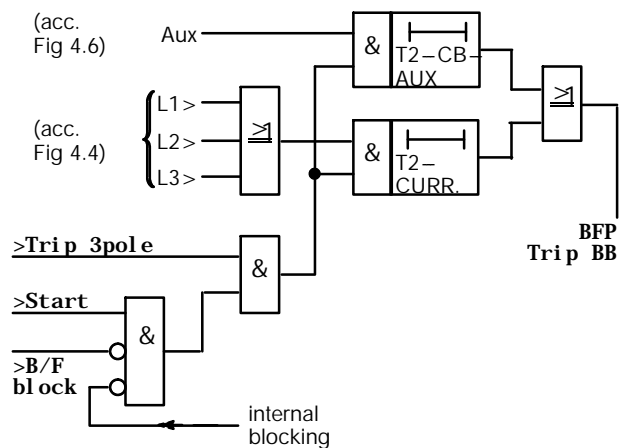 (acc.
Fig 4.6)
Aux
&
T2–CB–
AUX
L1>
(acc.
Fig 4.4)
L2>
L3>
≥1
&
T2–
CURR.
≥1
BFP
Trip BB
>Trip 3pole
&
>Start
&
>B/F
block
internal
blocking